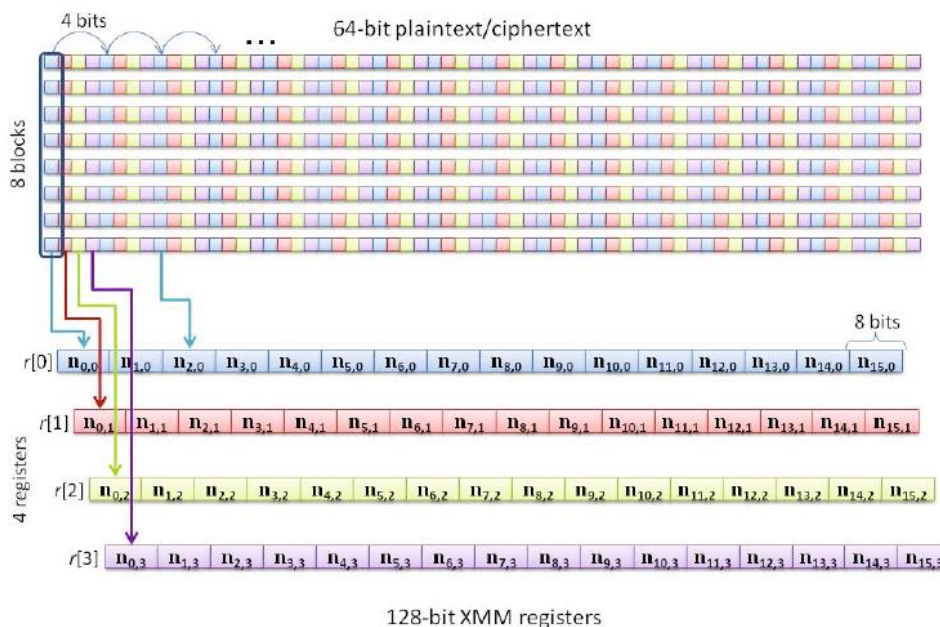 4 bits
...
64-bit plaintext/ciphertext
8 blocks
8 bits
r[0] n0,0 n1,0 n2,0 n3,0 n4,0 n5,0 n6,0 n7,0 n8,0 n9,0 n10,0 n11,0 n12,0 n13,0 n14,0 n15,0
r[1] n0,1 n1,1 n2,1 n3,1 n4,1 n5,1 n6,1 n7,1 n8,1 n9,1 n10,1 n11,1 n12,1 n13,1 n14,1 n15,1
4 registers
r[2] n0,2 n1,2 n2,2 n3,2 n4,2 n5,2 n6,2 n7,2 n8,2 n9,2 n10,2 n11,2 n12,2 n13,2 n14,2 n15,2
r[3] n0,3 n1,3 n2,3 n3,3 n4,3 n5,3 n6,3 n7,3 n8,3 n9,3 n10,3 n11,3 n12,3 n13,3 n14,3 n15,3
128-bit XMM registers